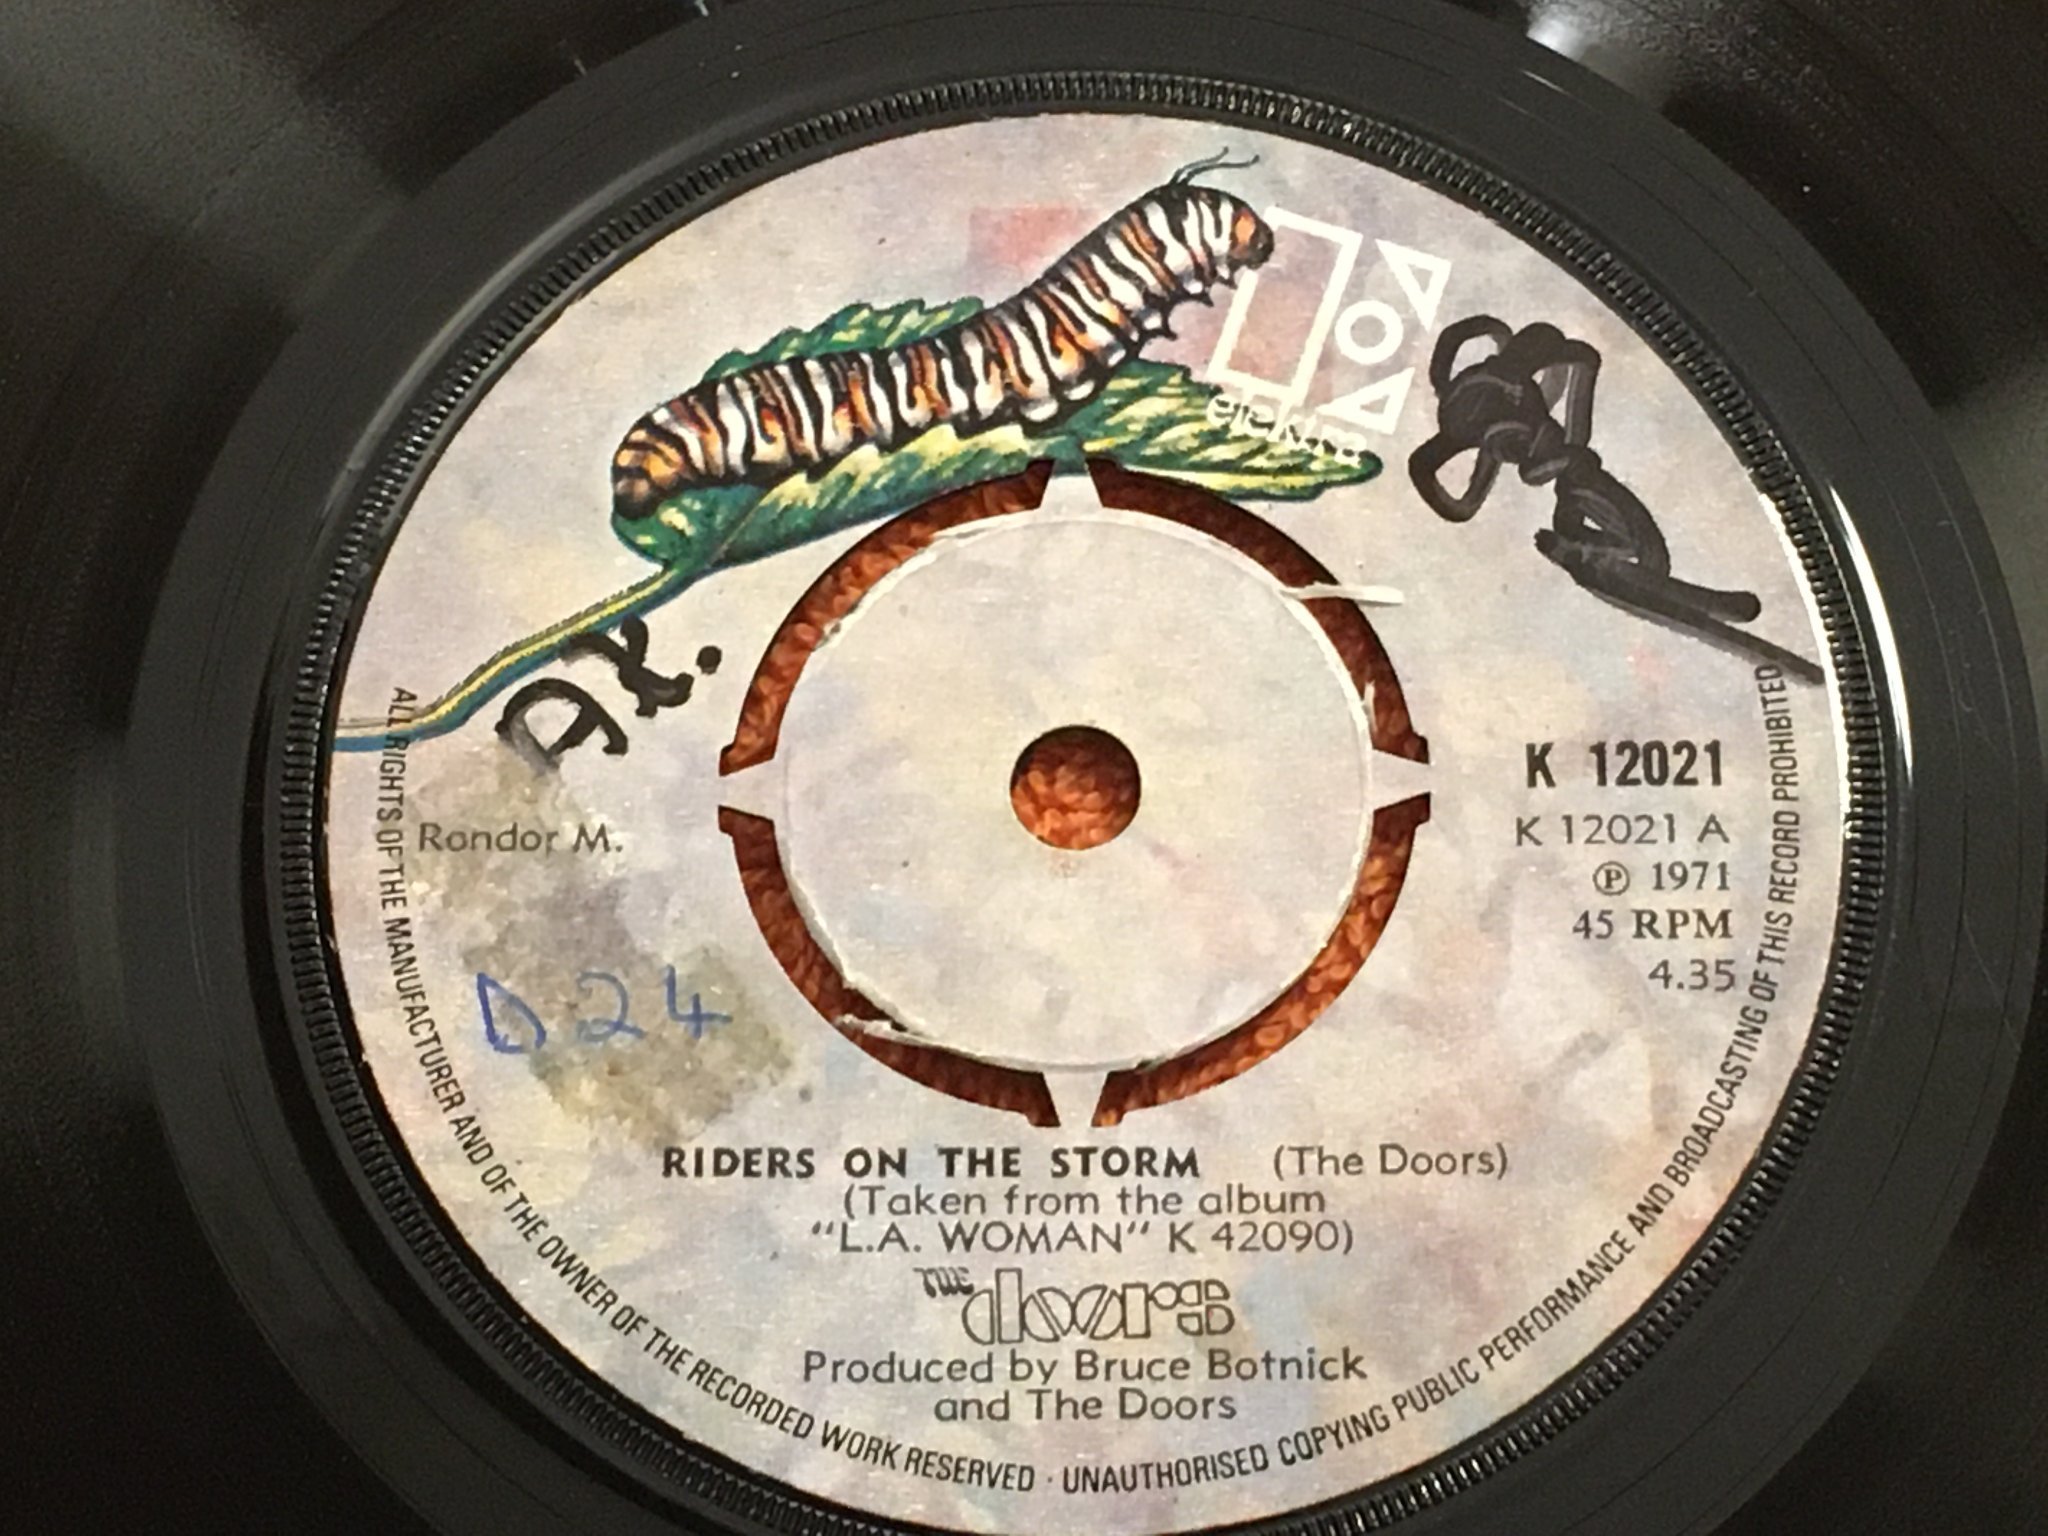 elektra
Rondor M.
K 12021
K 12021 A
℗ 1971
45 RPM
4.35
D24
RIDERS ON THE STORM (The Doors)
(Taken from the album
"L.A. WOMAN" K 42090)
THE DOORS
Produced by Bruce Botnick
and The Doors
ALL RIGHTS OF THE MANUFACTURER AND OF THE OWNER OF THE RECORDED WORK RESERVED · UNAUTHORISED COPYING PUBLIC PERFORMANCE AND BROADCASTING OF THIS RECORD PROHIBITED